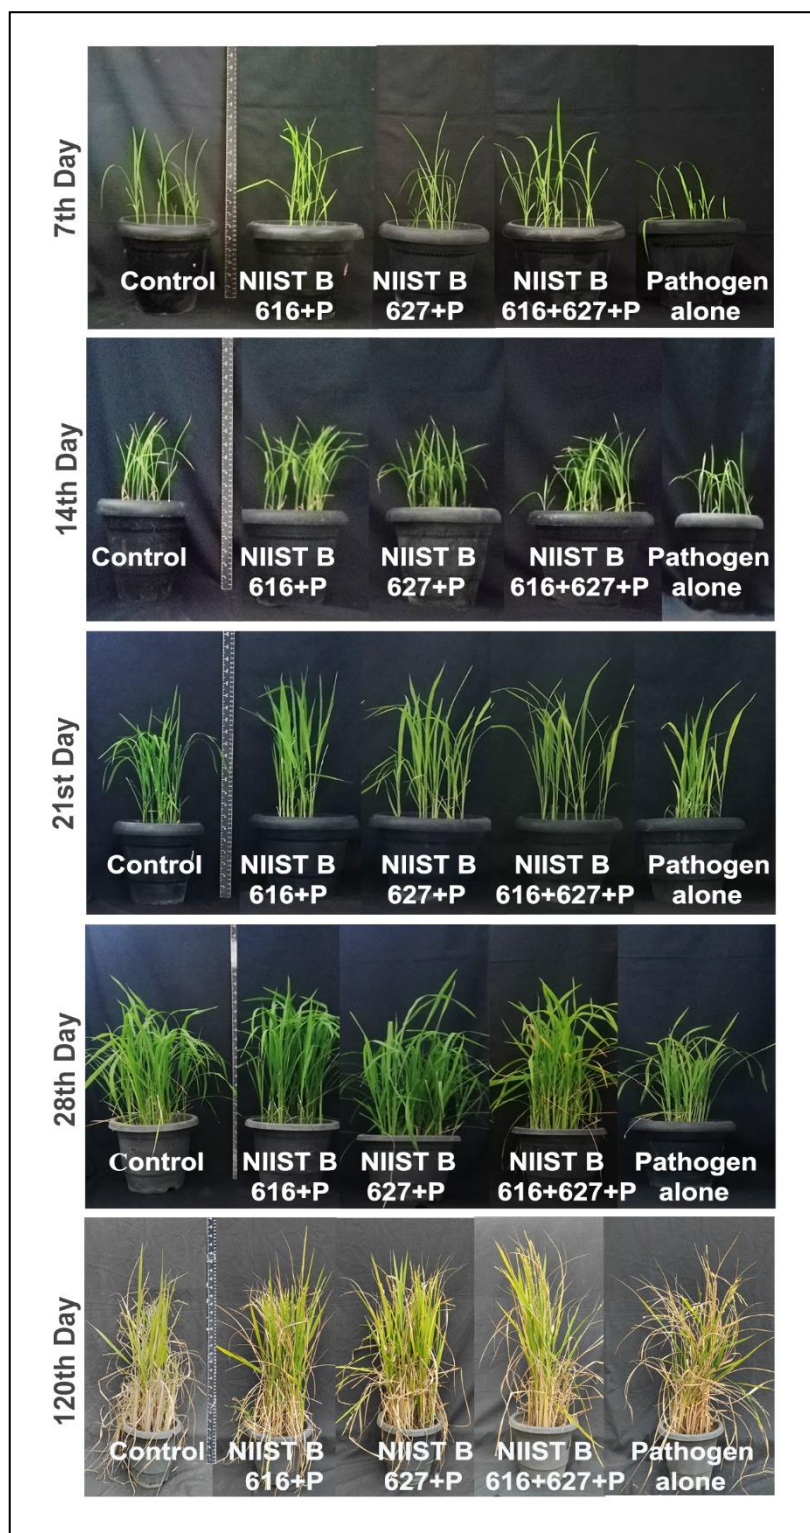 7th Day
Control
NIIST B
616+P
NIIST B
627+P
NIIST B
616+627+P
Pathogen
alone
14th Day
Control
NIIST B
616+P
NIIST B
627+P
NIIST B
616+627+P
Pathogen
alone
21st Day
Control
NIIST B
616+P
NIIST B
627+P
NIIST B
616+627+P
Pathogen
alone
28th Day
Control
NIIST B
616+P
NIIST B
627+P
NIIST B
616+627+P
Pathogen
alone
120th Day
Control
NIIST B
616+P
NIIST B
627+P
NIIST B
616+627+P
Pathogen
alone